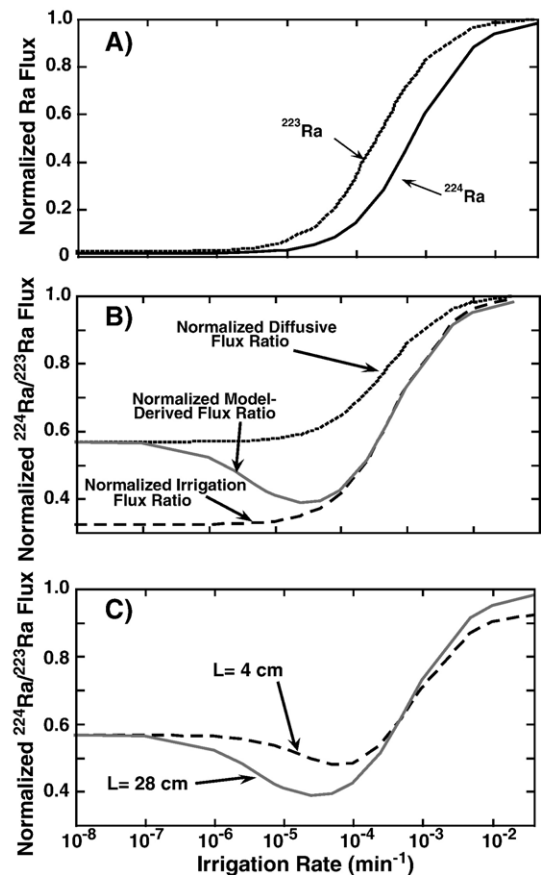 A)
Normalized Ra Flux
1.0
0.8
0.6
0.4
0.2
0
²²³Ra
²²⁴Ra
B)
Normalized ²²⁴Ra/²²³Ra Flux
1.0
0.8
0.6
0.4
Normalized Diffusive
Flux Ratio
Normalized Model-
Derived Flux Ratio
Normalized Irrigation
Flux Ratio
C)
Normalized ²²⁴Ra/²²³Ra Flux
1.0
0.8
0.6
0.4
L= 4 cm
L= 28 cm
10⁻⁸ 10⁻⁷ 10⁻⁶ 10⁻⁵ 10⁻⁴ 10⁻³ 10⁻²
Irrigation Rate (min⁻¹)